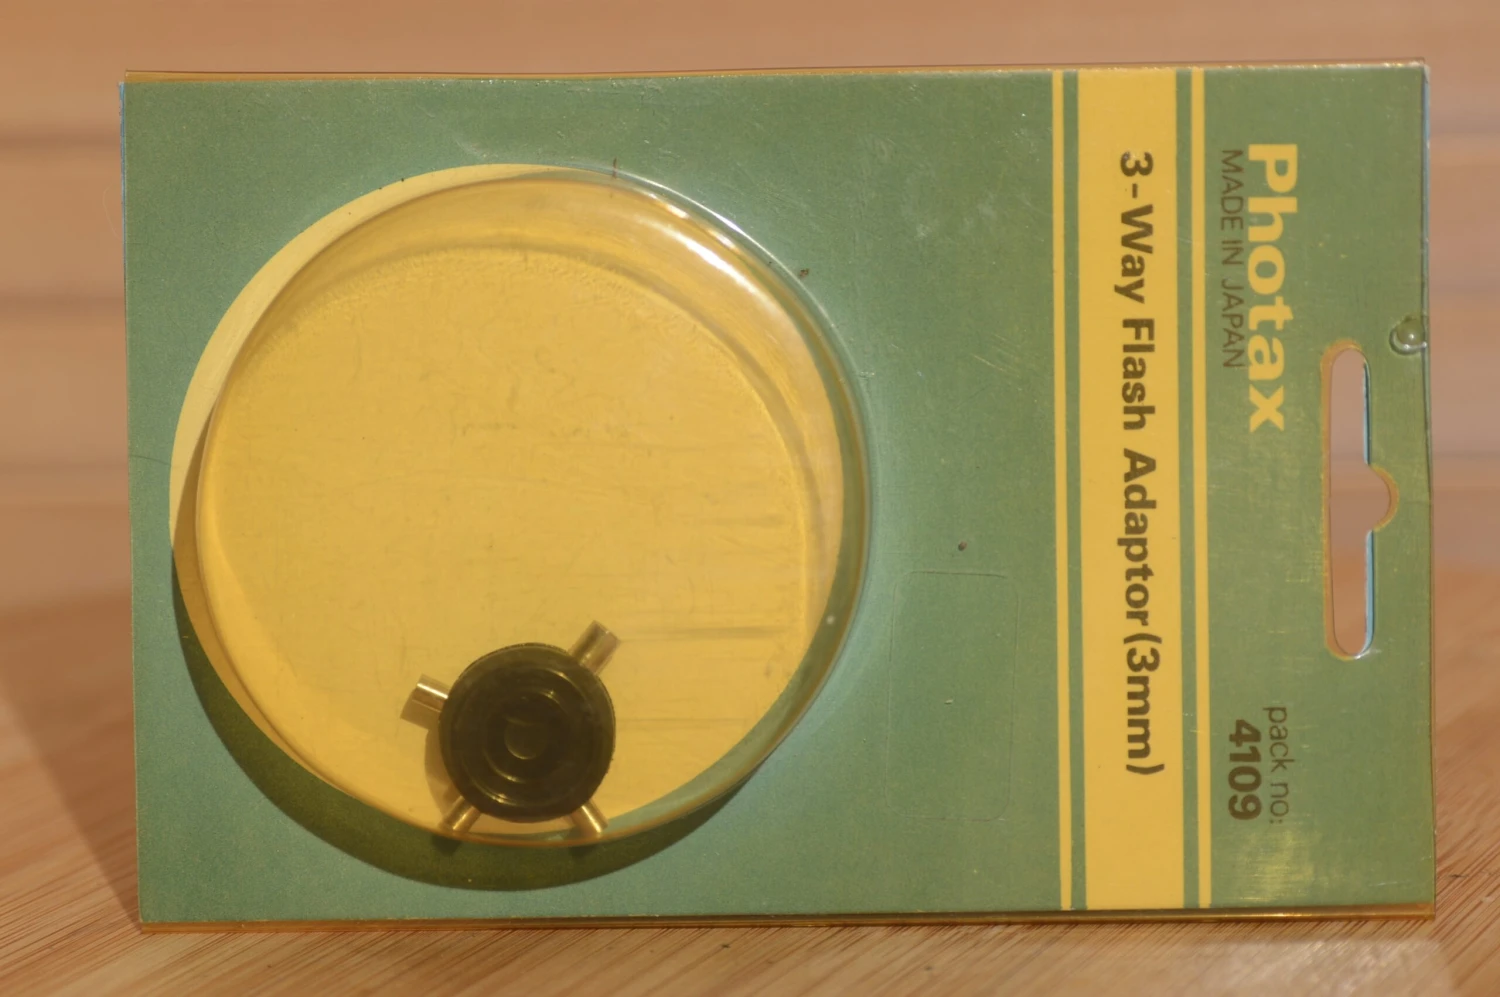 Photax
MADE IN JAPAN
pack no:
4109
3-Way Flash Adaptor (3mm)